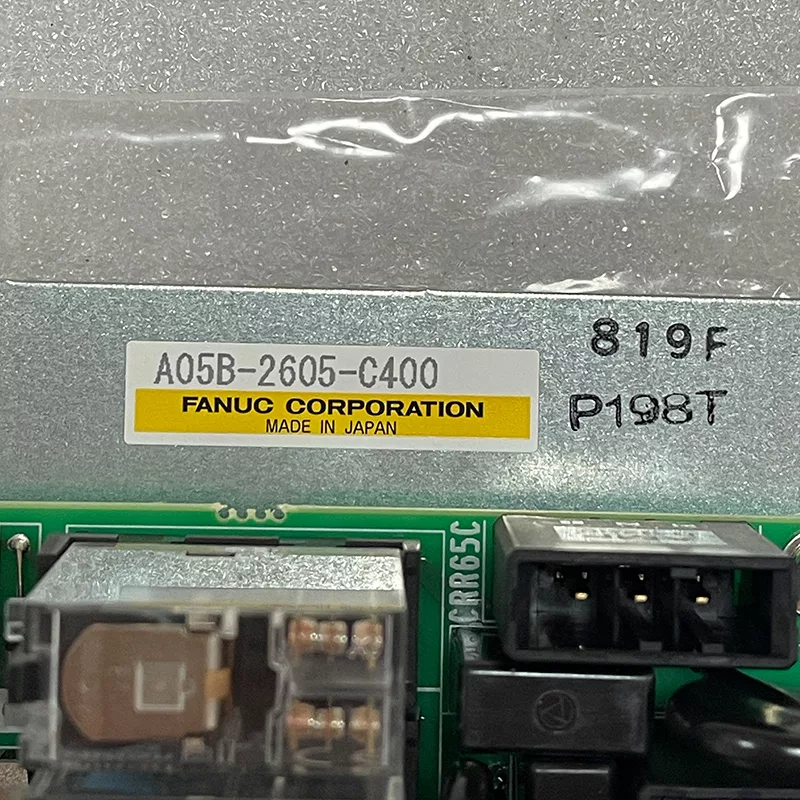 819F
A05B-2605-C400
P198T
FANUC CORPORATION
MADE IN JAPAN
CRR65C